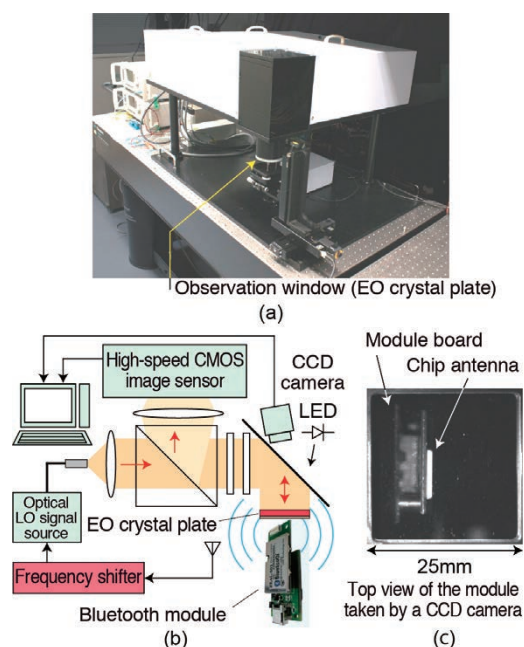 Observation window (EO crystal plate)
(a)
High-speed CMOS
image sensor
CCD
camera
LED
Optical
LO signal
source
EO crystal plate
Frequency shifter
Bluetooth module
(b)
Module board
Chip antenna
25mm
Top view of the module
taken by a CCD camera
(c)